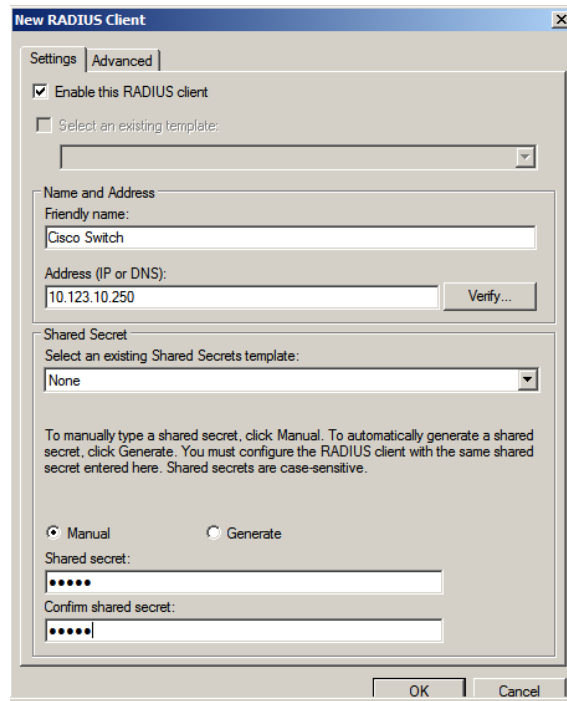 New RADIUS Client
Settings Advanced
Enable this RADIUS client
Select an existing template:
Name and Address
Friendly name:
Cisco Switch
Address (IP or DNS):
10.123.10.250 Verify...
Shared Secret
Select an existing Shared Secrets template:
None
To manually type a shared secret, click Manual. To automatically generate a shared
secret, click Generate. You must configure the RADIUS client with the same shared
secret entered here. Shared secrets are case-sensitive.
Manual Generate
Shared secret:
•••••
Confirm shared secret:
•••••
OK Cancel